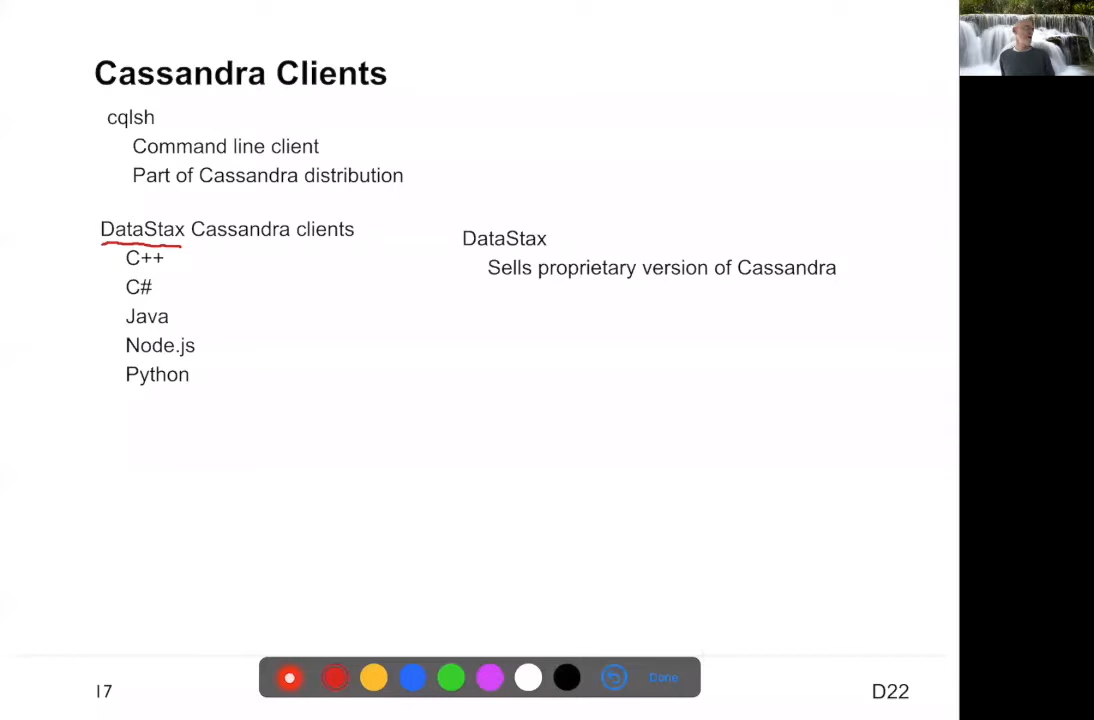 Cassandra Clients
cqlsh
Command line client
Part of Cassandra distribution
DataStax Cassandra clients
C++
C#
Java
Node.js
Python
DataStax
Sells proprietary version of Cassandra
17
Done
D22